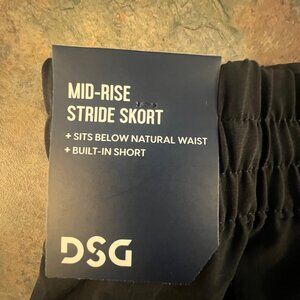 MID-RISE
STRIDE SKORT
+ SITS BELOW NATURAL WAIST
+ BUILT-IN SHORT
DSG